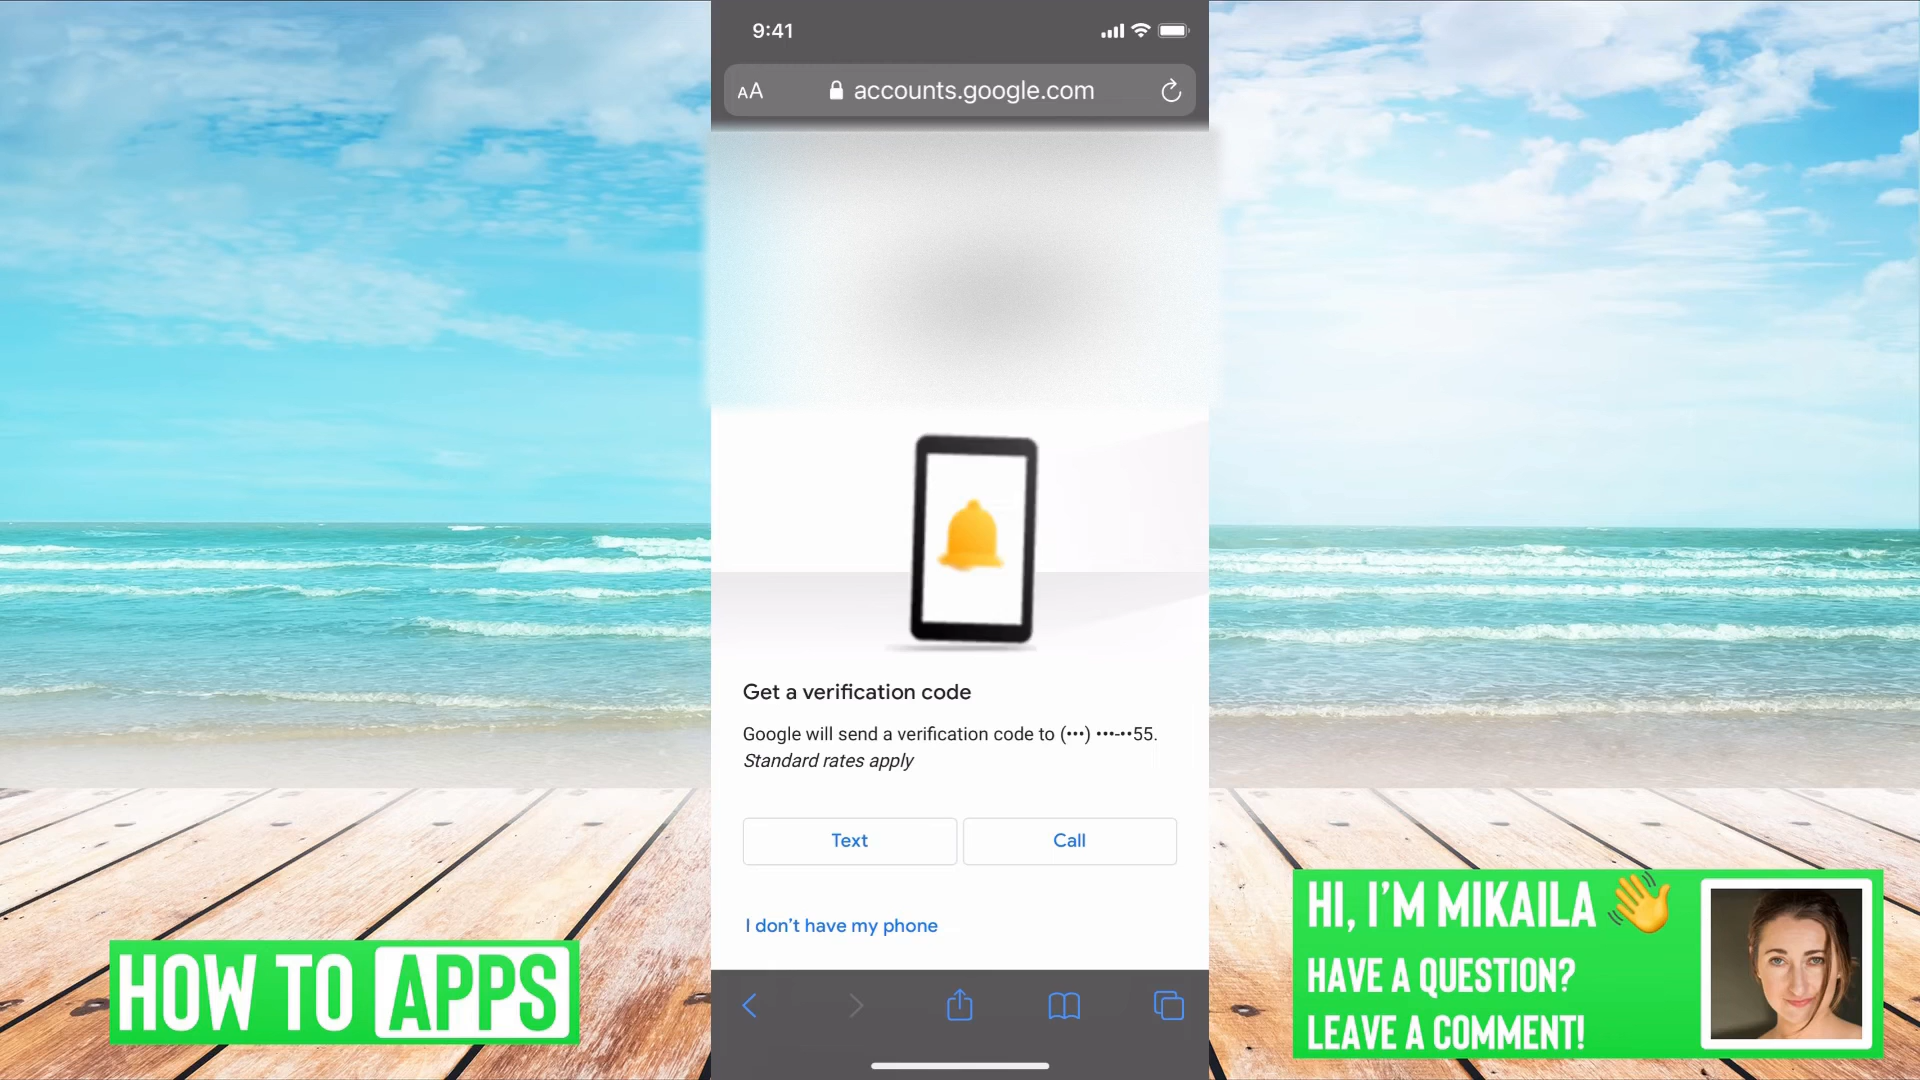 9:41
AA accounts.google.com
Get a verification code
Google will send a verification code to (•••) •••-••55.
Standard rates apply
Text Call
I don't have my phone
HOW TO APPS
HI, I'M MIKAILA 👋
HAVE A QUESTION?
LEAVE A COMMENT!